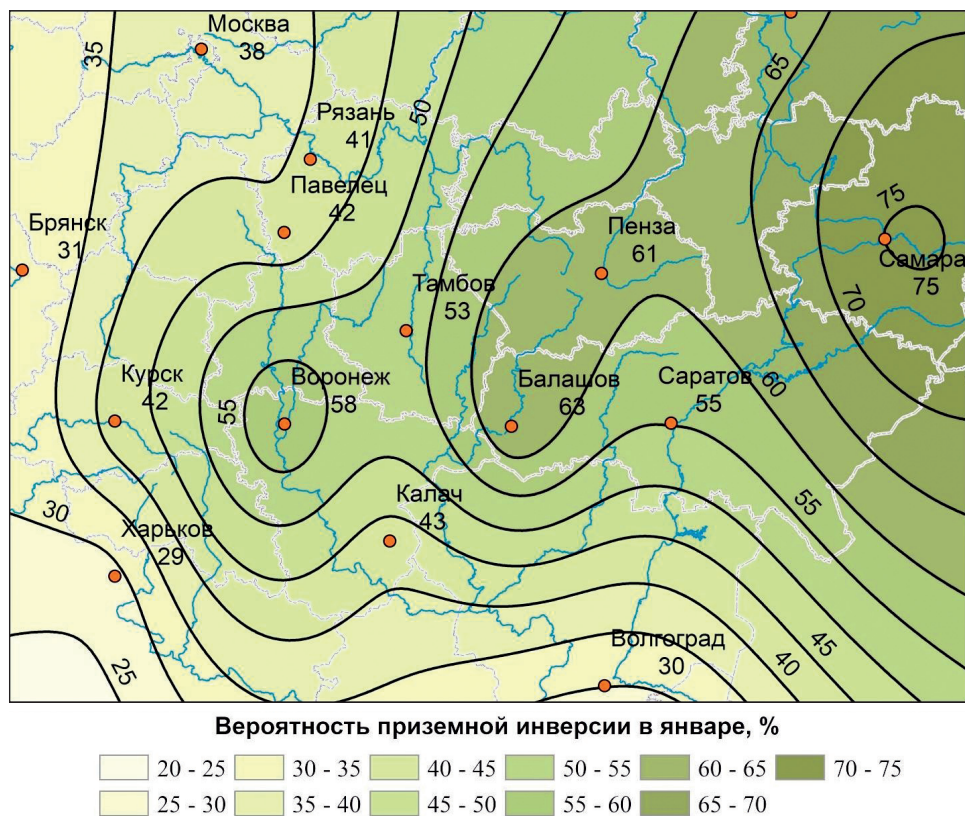 Москва
38
35
65
Рязань
41
50
Павелец
42
Брянск
31
75
Пенза
61
Самара
75
Тамбов
53
70
Курск
42
Воронеж
58
55
Балашов
63
Саратов
55
60
Калач
43
55
30
Харьков
29
Волгоград
30
45
40
25
Вероятность приземной инверсии в январе, %
20 - 25 30 - 35 40 - 45 50 - 55 60 - 65 70 - 75
25 - 30 35 - 40 45 - 50 55 - 60 65 - 70